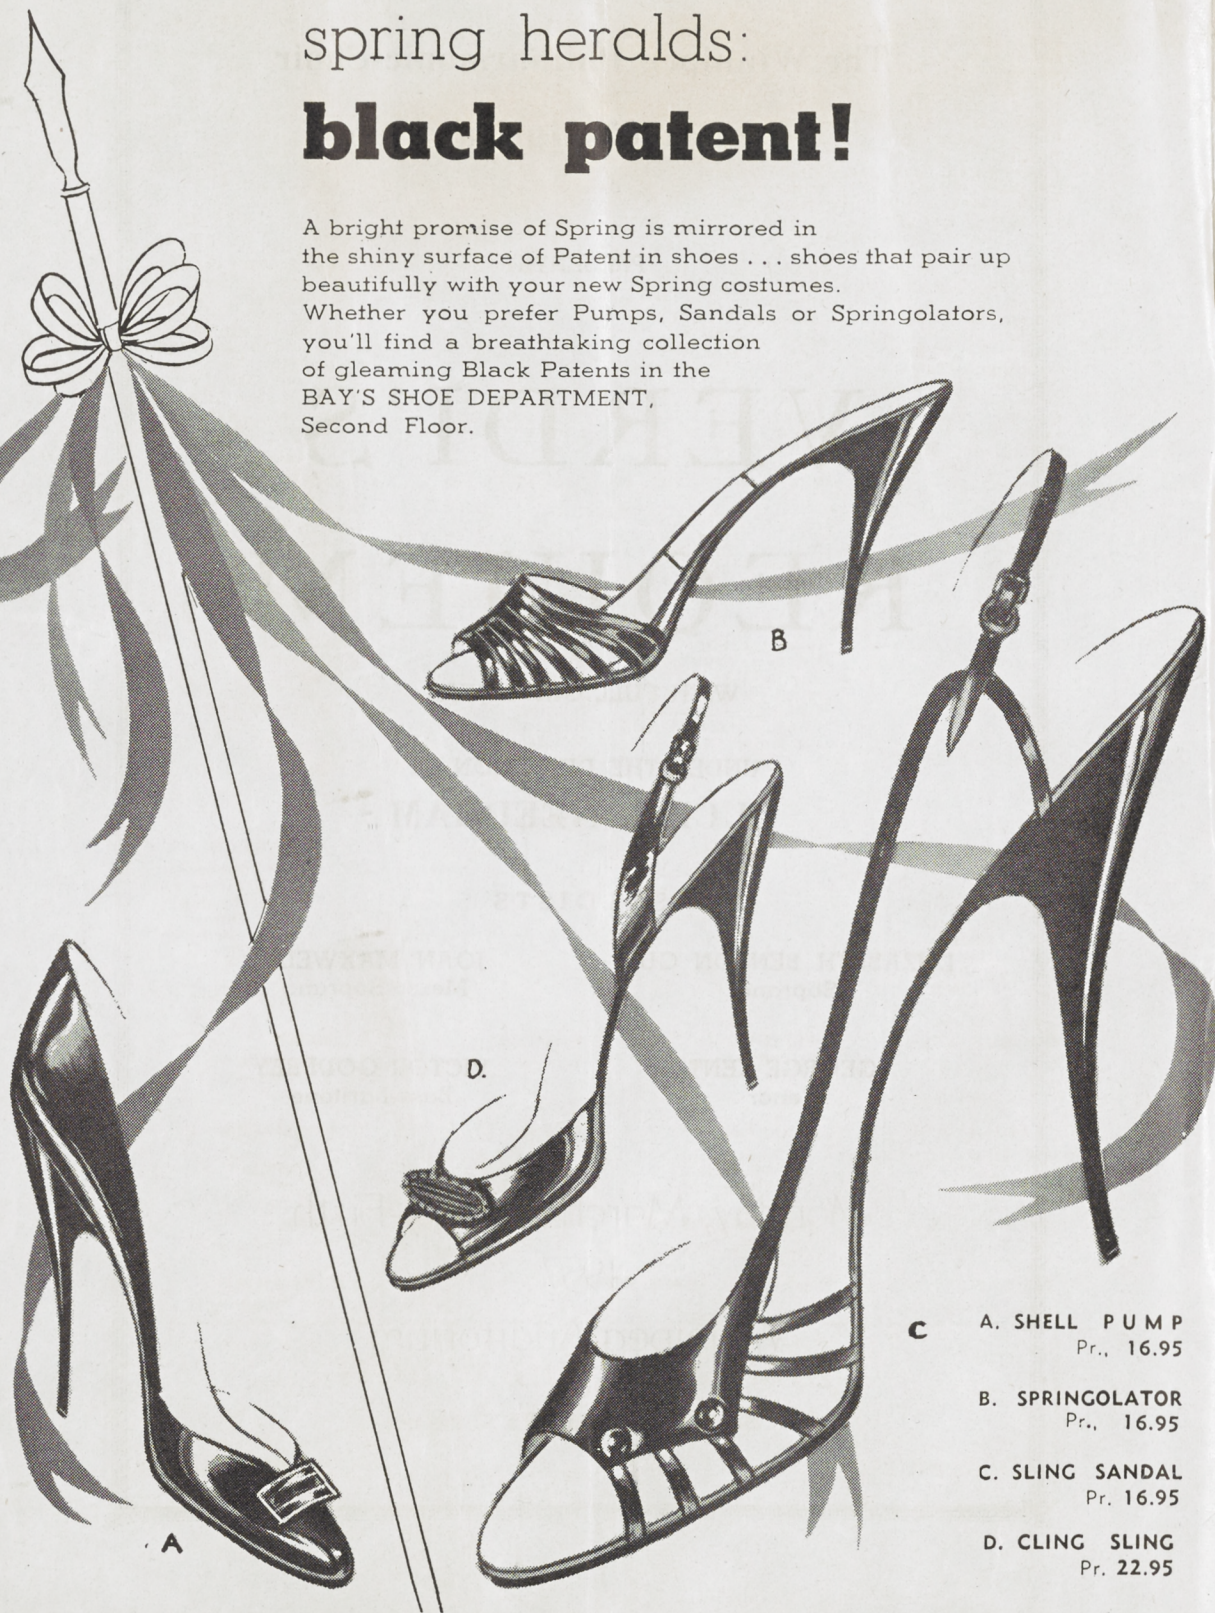 spring heralds:
black patent!
A bright promise of Spring is mirrored in
the shiny surface of Patent in shoes . . . shoes that pair up
beautifully with your new Spring costumes.
Whether you prefer Pumps, Sandals or Springolators,
you'll find a breathtaking collection
of gleaming Black Patents in the
BAY'S SHOE DEPARTMENT,
Second Floor.
B
D.
C
A
A. SHELL PUMP
Pr., 16.95
B. SPRINGOLATOR
Pr., 16.95
C. SLING SANDAL
Pr. 16.95
D. CLING SLING
Pr. 22.95